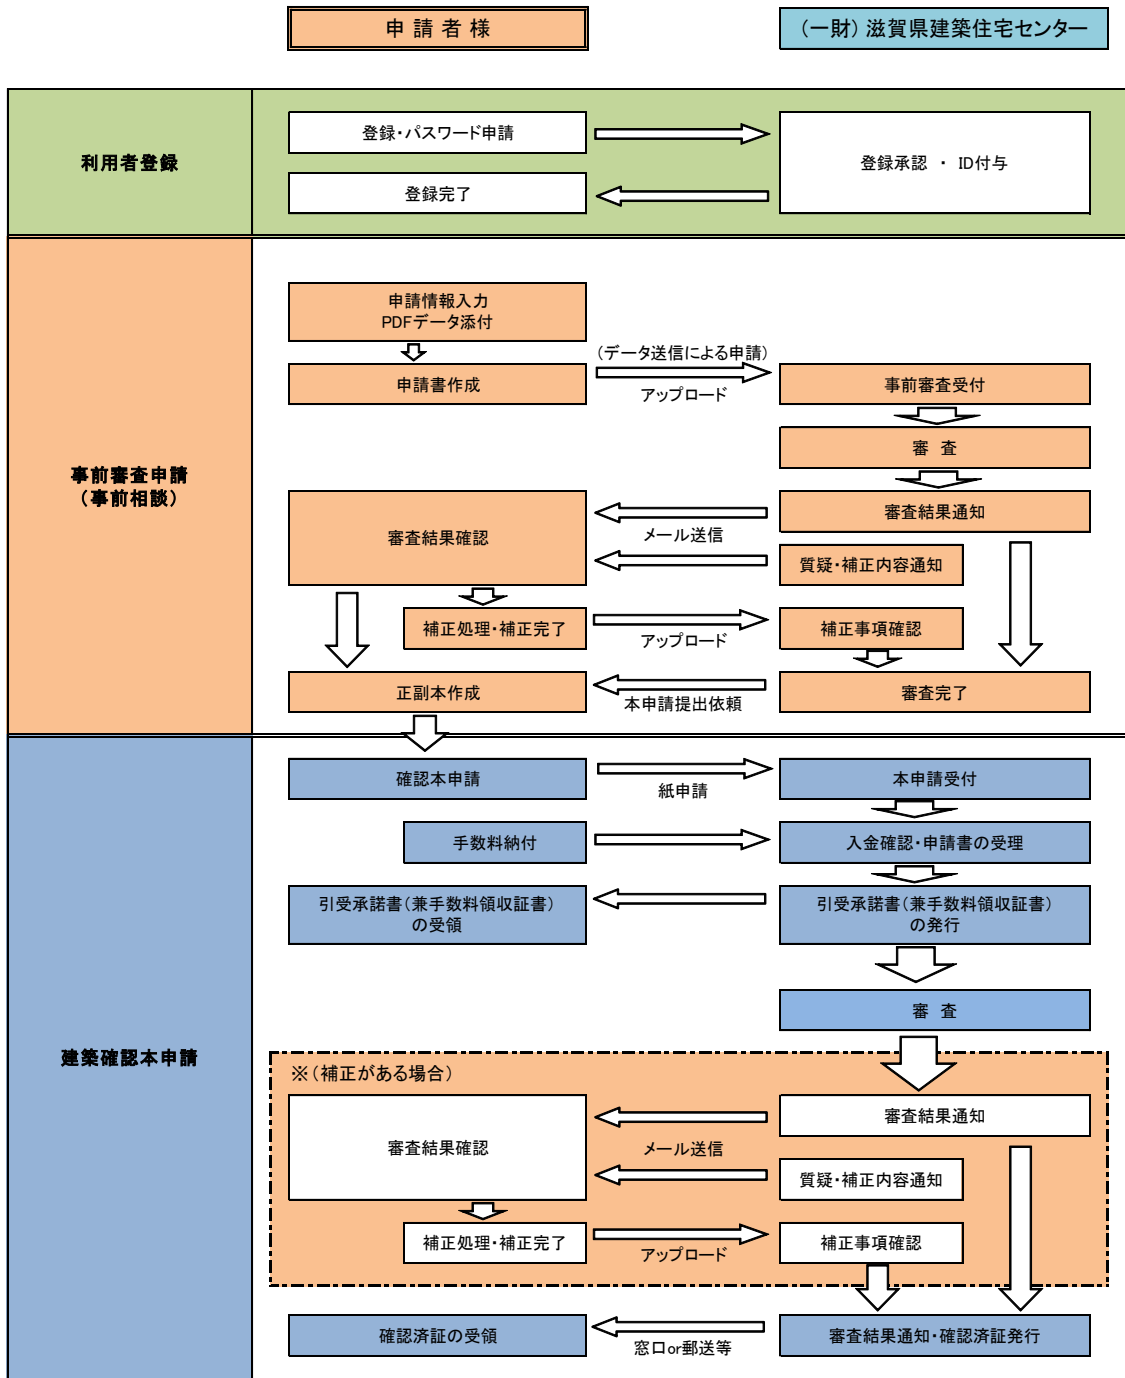 申 請 者 様
(一財) 滋賀県建築住宅センター
利用者登録
登録・パスワード申請
登録承認 ・ ID付与
登録完了
事前審査申請
（事前相談）
申請情報入力
PDFデータ添付
(データ送信による申請)
申請書作成
アップロード
事前審査受付
審 査
審査結果通知
審査結果確認
メール送信
質疑・補正内容通知
補正処理・補正完了
アップロード
補正事項確認
正副本作成
本申請提出依頼
審査完了
建築確認本申請
確認本申請
紙申請
本申請受付
手数料納付
入金確認・申請書の受理
引受承諾書（兼手数料領収証書）
の受領
引受承諾書（兼手数料領収証書）
の発行
審 査
※（補正がある場合）
審査結果通知
審査結果確認
メール送信
質疑・補正内容通知
補正処理・補正完了
アップロード
補正事項確認
確認済証の受領
窓口or郵送等
審査結果通知・確認済証発行